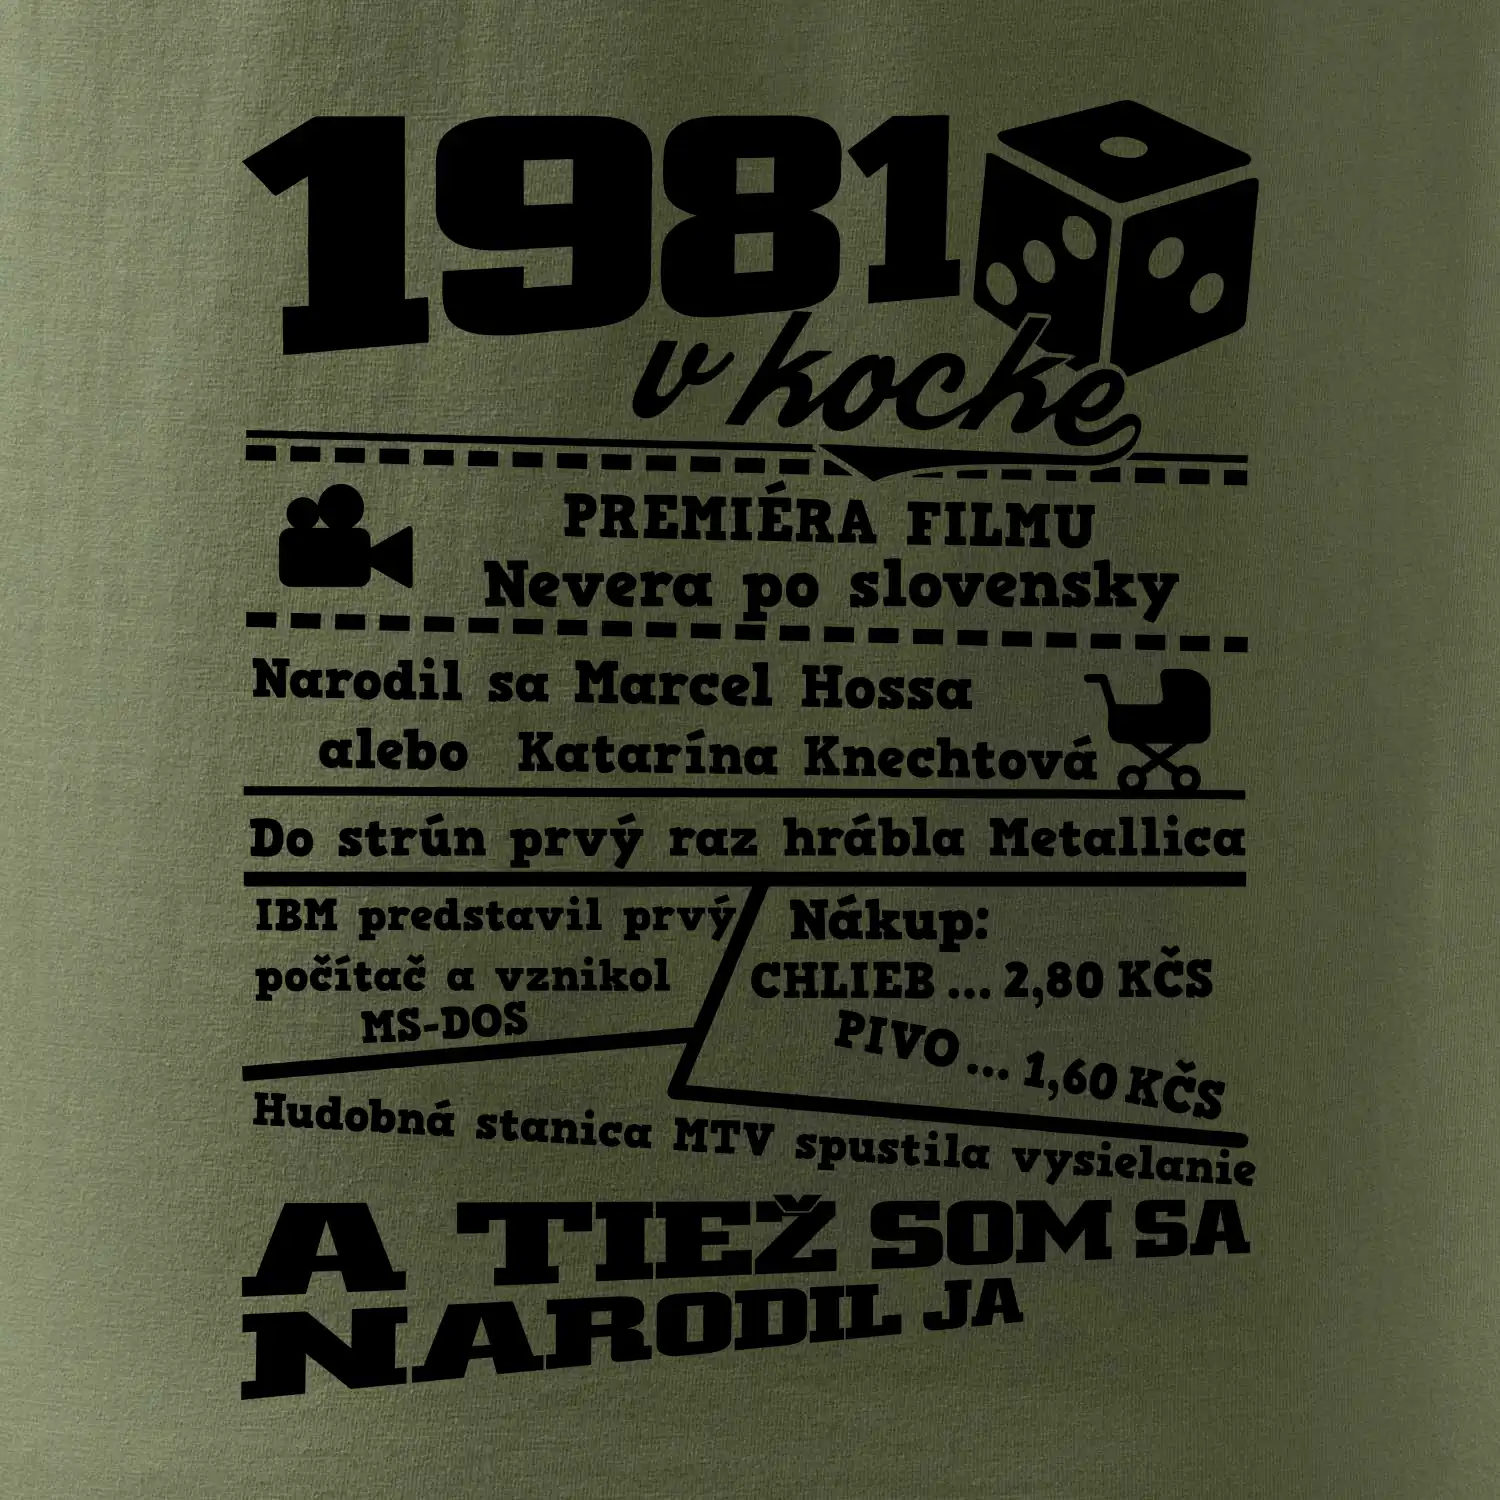 1981
v kocke
PREMIÉRA FILMU
Nevera po slovensky
Narodil sa Marcel Hossa
alebo Katarína Knechtová
Do strún prvý raz hrábla Metallica
IBM predstavil prvý
počítač a vznikol
MS-DOS
Nákup:
CHLIEB ... 2,80 KČS
PIVO ... 1,60 KČS
Hudobná stanica MTV spustila vysielanie
A TIEŽ SOM SA
NARODIL JA